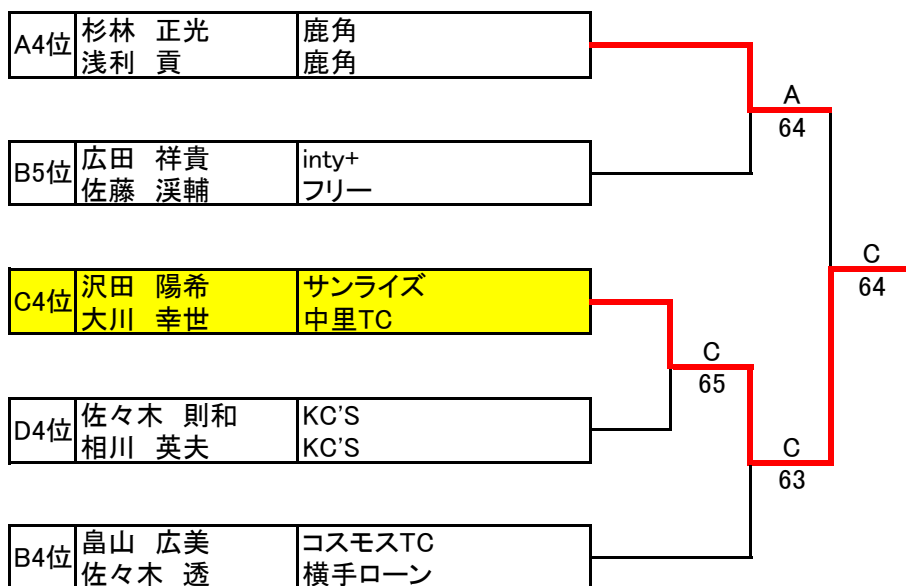 A4位 杉林 正光 鹿角
浅利 貢 鹿角
A
64
B5位 広田 祥貴 inty+
佐藤 渓輔 フリー
C
64
C4位 沢田 陽希 サンライズ
大川 幸世 中里TC
C
65
D4位 佐々木 則和 KC'S
相川 英夫 KC'S
C
63
B4位 畠山 広美 コスモスTC
佐々木 透 横手ローン